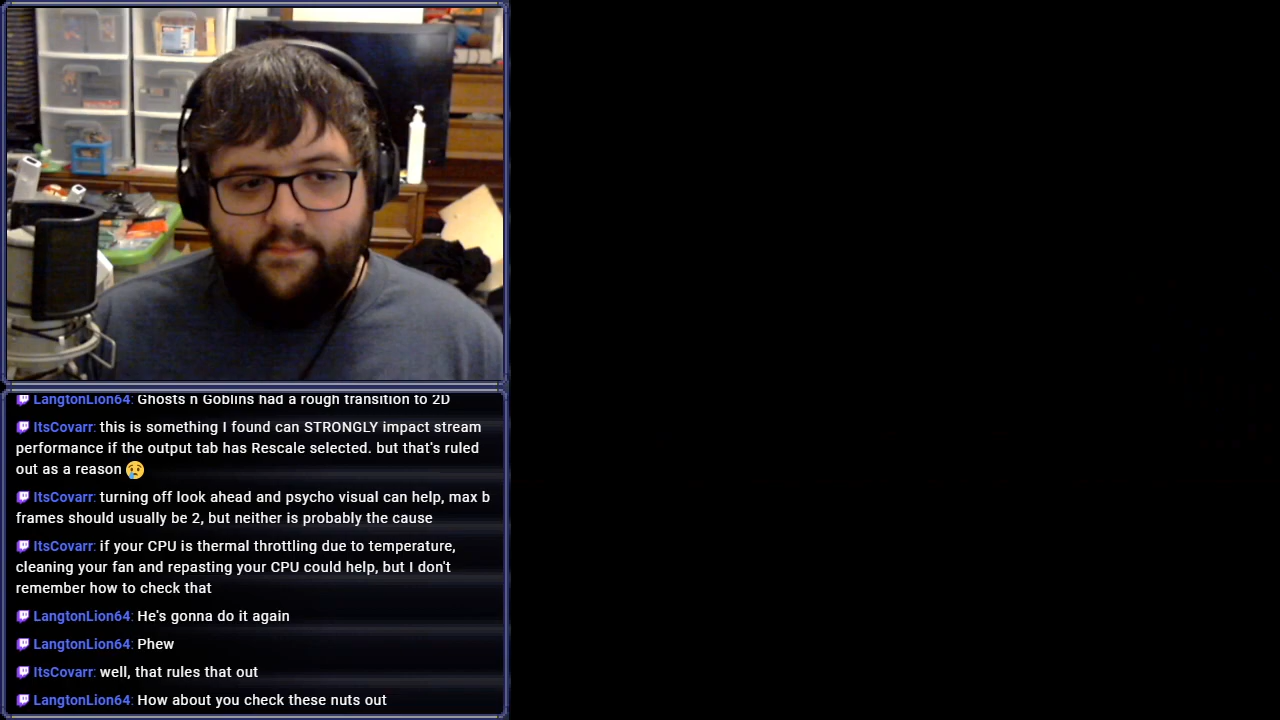 LangtonLion64: Ghosts n Goblins had a rough transition to 2D
ItsCovarr: this is something I found can STRONGLY impact stream
performance if the output tab has Rescale selected. but that's ruled
out as a reason 😢
ItsCovarr: turning off look ahead and psycho visual can help, max b
frames should usually be 2, but neither is probably the cause
ItsCovarr: if your CPU is thermal throttling due to temperature,
cleaning your fan and repasting your CPU could help, but I don't
remember how to check that
LangtonLion64: He's gonna do it again
LangtonLion64: Phew
ItsCovarr: well, that rules that out
LangtonLion64: How about you check these nuts out